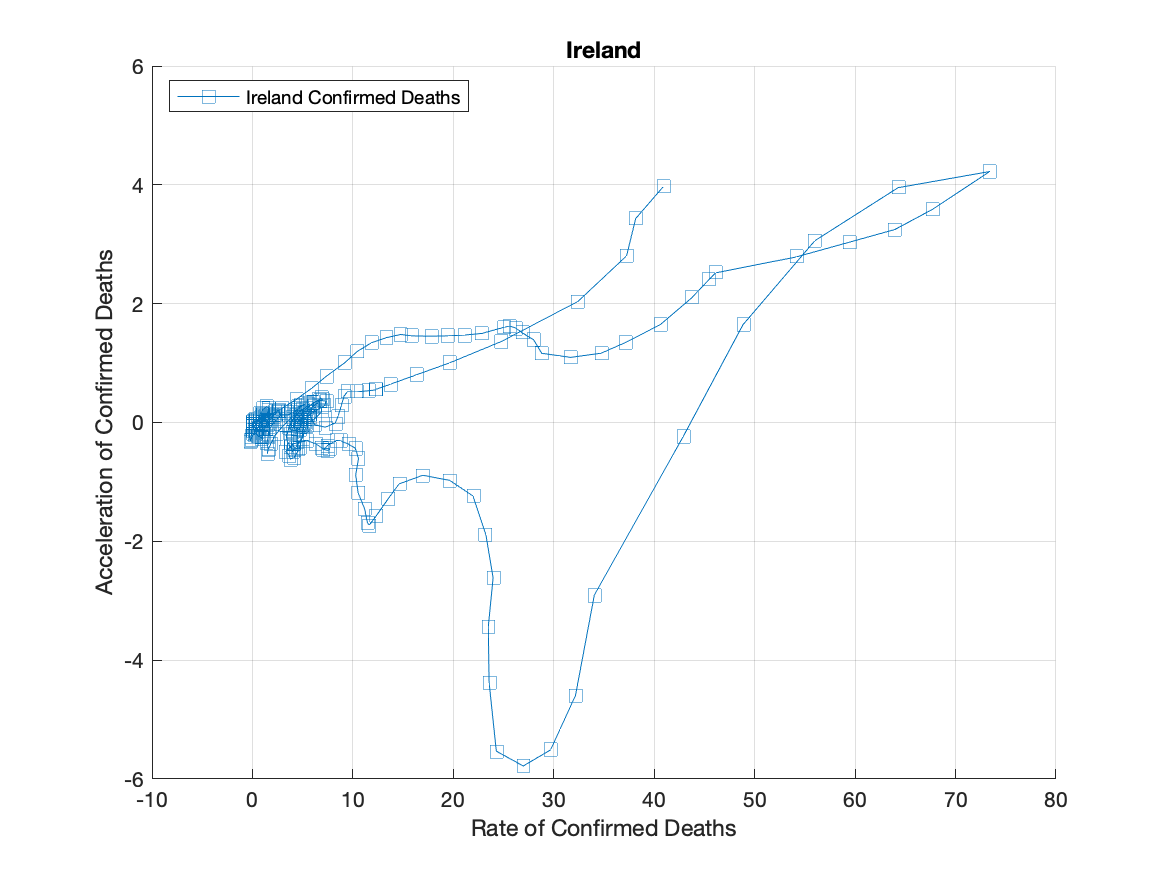 Ireland
Ireland Confirmed Deaths
6
4
2
0
-2
-4
-6
Acceleration of Confirmed Deaths
-10 0 10 20 30 40 50 60 70 80
Rate of Confirmed Deaths